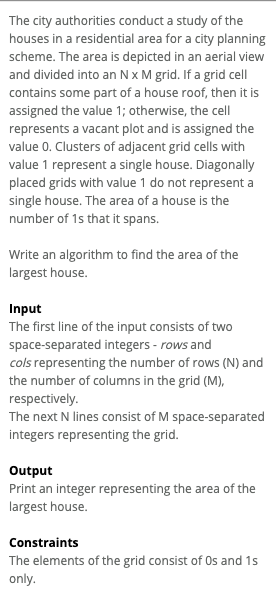 The city authorities conduct a study of the
houses in a residential area for a city planning
scheme. The area is depicted in an aerial view
and divided into an N x M grid. If a grid cell
contains some part of a house roof, then it is
assigned the value 1; otherwise, the cell
represents a vacant plot and is assigned the
value 0. Clusters of adjacent grid cells with
value 1 represent a single house. Diagonally
placed grids with value 1 do not represent a
single house. The area of a house is the
number of 1s that it spans.
Write an algorithm to find the area of the
largest house.
Input
The first line of the input consists of two
space-separated integers - rows and
cols representing the number of rows (N) and
the number of columns in the grid (M),
respectively.
The next N lines consist of M space-separated
integers representing the grid.
Output
Print an integer representing the area of the
largest house.
Constraints
The elements of the grid consist of 0s and 1s
only.